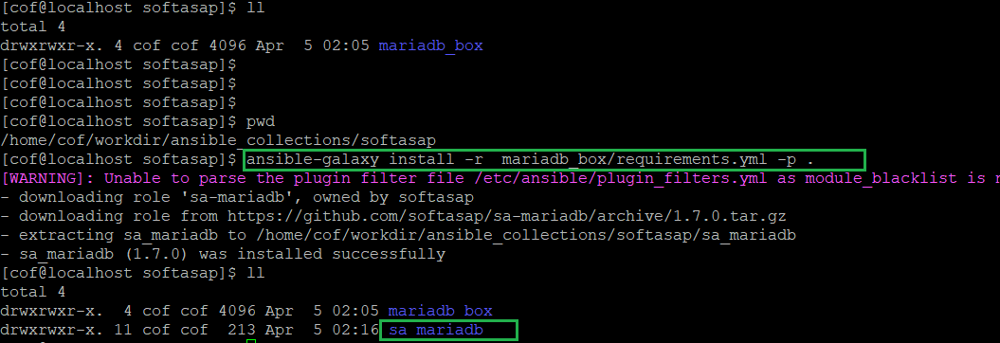 [cof@localhost softasap]$ ll
total 4
drwxrwxr-x. 4 cof cof 4096 Apr  5 02:05 mariadb_box
[cof@localhost softasap]$
[cof@localhost softasap]$
[cof@localhost softasap]$
[cof@localhost softasap]$ pwd
/home/cof/workdir/ansible_collections/softasap
[cof@localhost softasap]$ ansible-galaxy install -r  mariadb_box/requirements.yml -p .
[WARNING]: Unable to parse the plugin filter file /etc/ansible/plugin_filters.yml as module_blacklist is
- downloading role 'sa-mariadb', owned by softasap
- downloading role from https://github.com/softasap/sa-mariadb/archive/1.7.0.tar.gz
- extracting sa_mariadb to /home/cof/workdir/ansible_collections/softasap/sa_mariadb
- sa_mariadb (1.7.0) was installed successfully
[cof@localhost softasap]$ ll
total 4
drwxrwxr-x.  4 cof cof 4096 Apr  5 02:05 mariadb_box
drwxrwxr-x. 11 cof cof  213 Apr  5 02:16 sa_mariadb